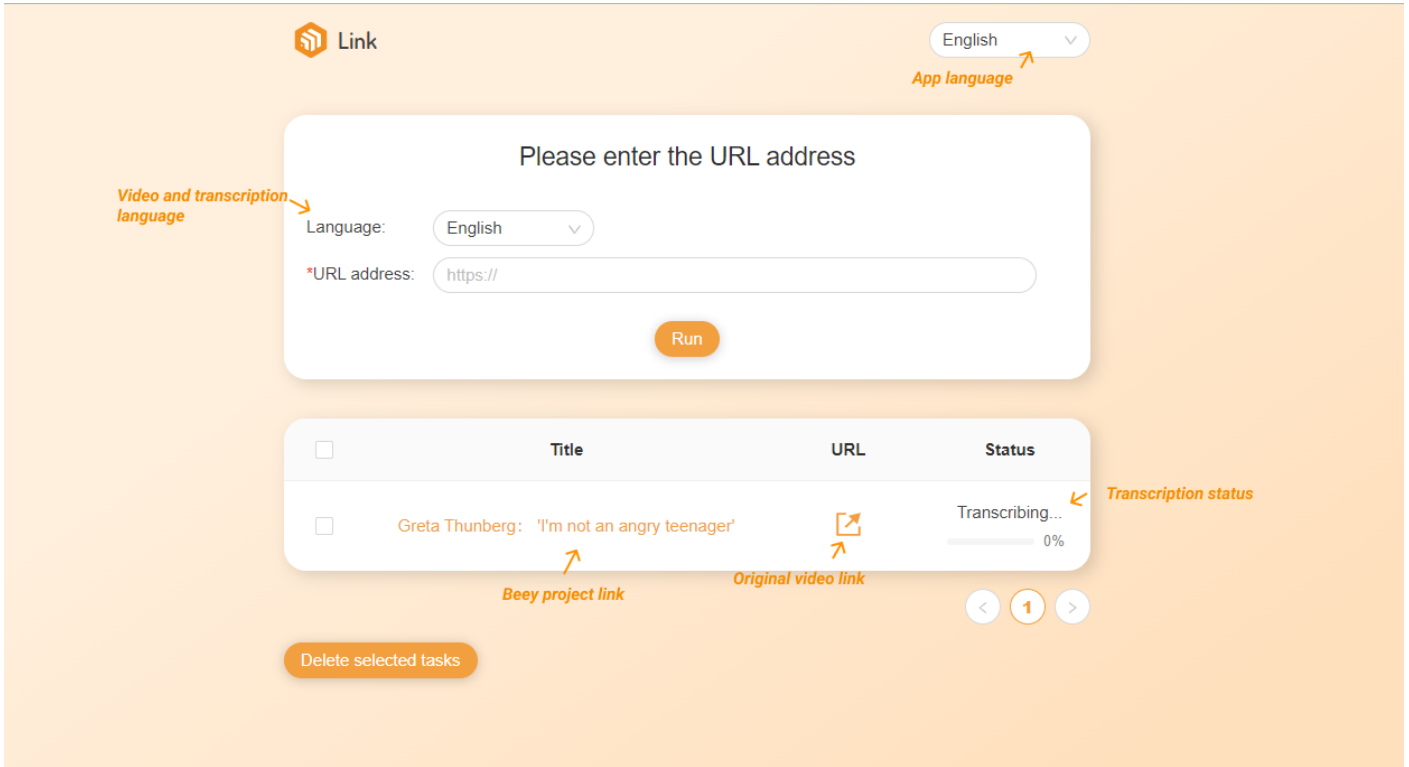 Link
English
App language
Please enter the URL address
Video and transcription
language
Language:
English
*URL address:
https://
Run
Title
URL
Status
Transcription status
Greta Thunberg： 'I'm not an angry teenager'
Transcribing...
0%
Beey project link
Original video link
<
1
>
Delete selected tasks